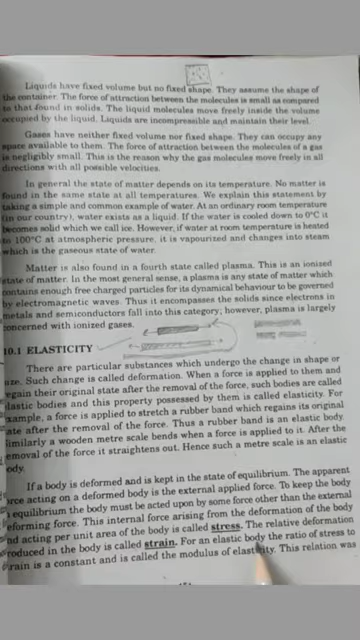 Liquids have fixed volume but no fixed shape. They assume the shape of
the container. The force of attraction between the molecules is small as compared
to that found in solids. The liquid molecules move freely inside the volume
occupied by the liquid. Liquids are incompressible and maintain their level.
Gases have neither fixed volume nor fixed shape. They can occupy any
space available to them. The force of attraction between the molecules of a gas
is negligibly small. This is the reason why the gas molecules move freely in all
directions with all possible velocities.
In general the state of matter depends on its temperature. No matter is
found in the same state at all temperatures. We explain this statement by
taking a simple and common example of water. At an ordinary room temperature
(in our country), water exists as a liquid. If the water is cooled down to 0°C it
becomes solid which we call ice. However, if water at room temperature is heated
to 100°C at atmospheric pressure, it is vapourized and changes into steam
which is the gaseous state of water.
Matter is also found in a fourth state called plasma. This is an ionized
state of matter. In the most general sense, a plasma is any state of matter which
contains enough free charged particles for its dynamical behaviour to be governed
by electromagnetic waves. Thus it encompasses the solids since electrons in
metals and semiconductors fall into this category; however, plasma is largely
concerned with ionized gases.
10.1 ELASTICITY
There are particular substances which undergo the change in shape or
size. Such change is called deformation. When a force is applied to them and
regain their original state after the removal of the force, such bodies are called
elastic bodies and this property possessed by them is called elasticity. For
example, a force is applied to stretch a rubber band which regains its original
ate after the removal of the force. Thus a rubber band is an elastic body.
Similarly a wooden metre scale bends when a force is applied to it. After the
emoval of the force it straightens out. Hence such metre scale is an elastic
ody.
If a body is deformed and is kept in the state of equilibrium. The apparent
orce acting on a deformed body is the external applied force. To keep the body
n equilibrium the body must be acted upon by some force other than the external
eforming force. This internal force arising from the deformation of the body
nd acting per unit area of the body is called stress. The relative deformation
roduced in the body is called strain. For an elastic body the ratio of stress to
rain is a constant and is called the modulus of elasticity. This relation was